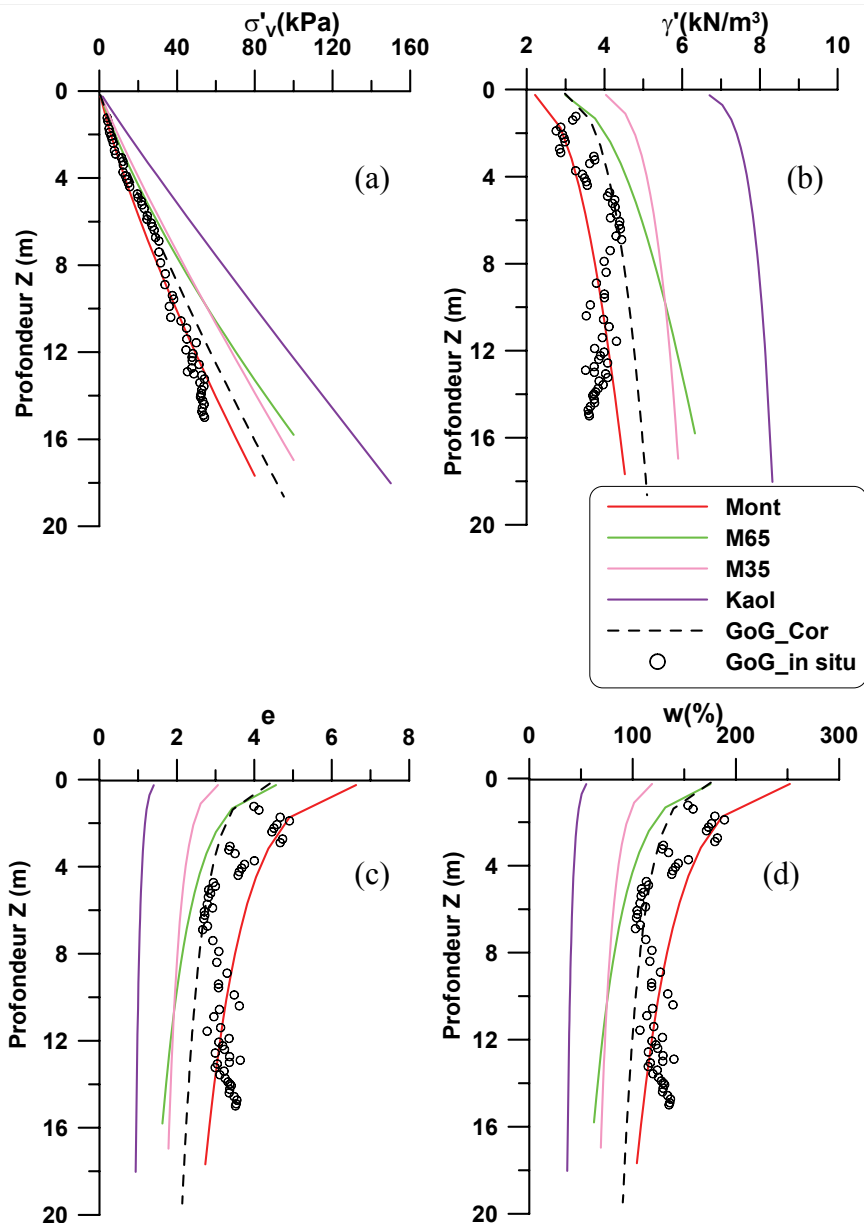 σ'v(kPa)
0 40 80 120 160
0
4
8
12
16
20
Profondeur Z (m)
(a)
γ'(kN/m³)
2 4 6 8 10
0
4
8
12
16
20
Profondeur Z (m)
(b)
Mont
M65
M35
Kaol
GoG_Cor
GoG_in situ
e
0 2 4 6 8
0
4
8
12
16
20
Profondeur Z (m)
(c)
w(%)
0 100 200 300
0
4
8
12
16
20
Profondeur Z (m)
(d)